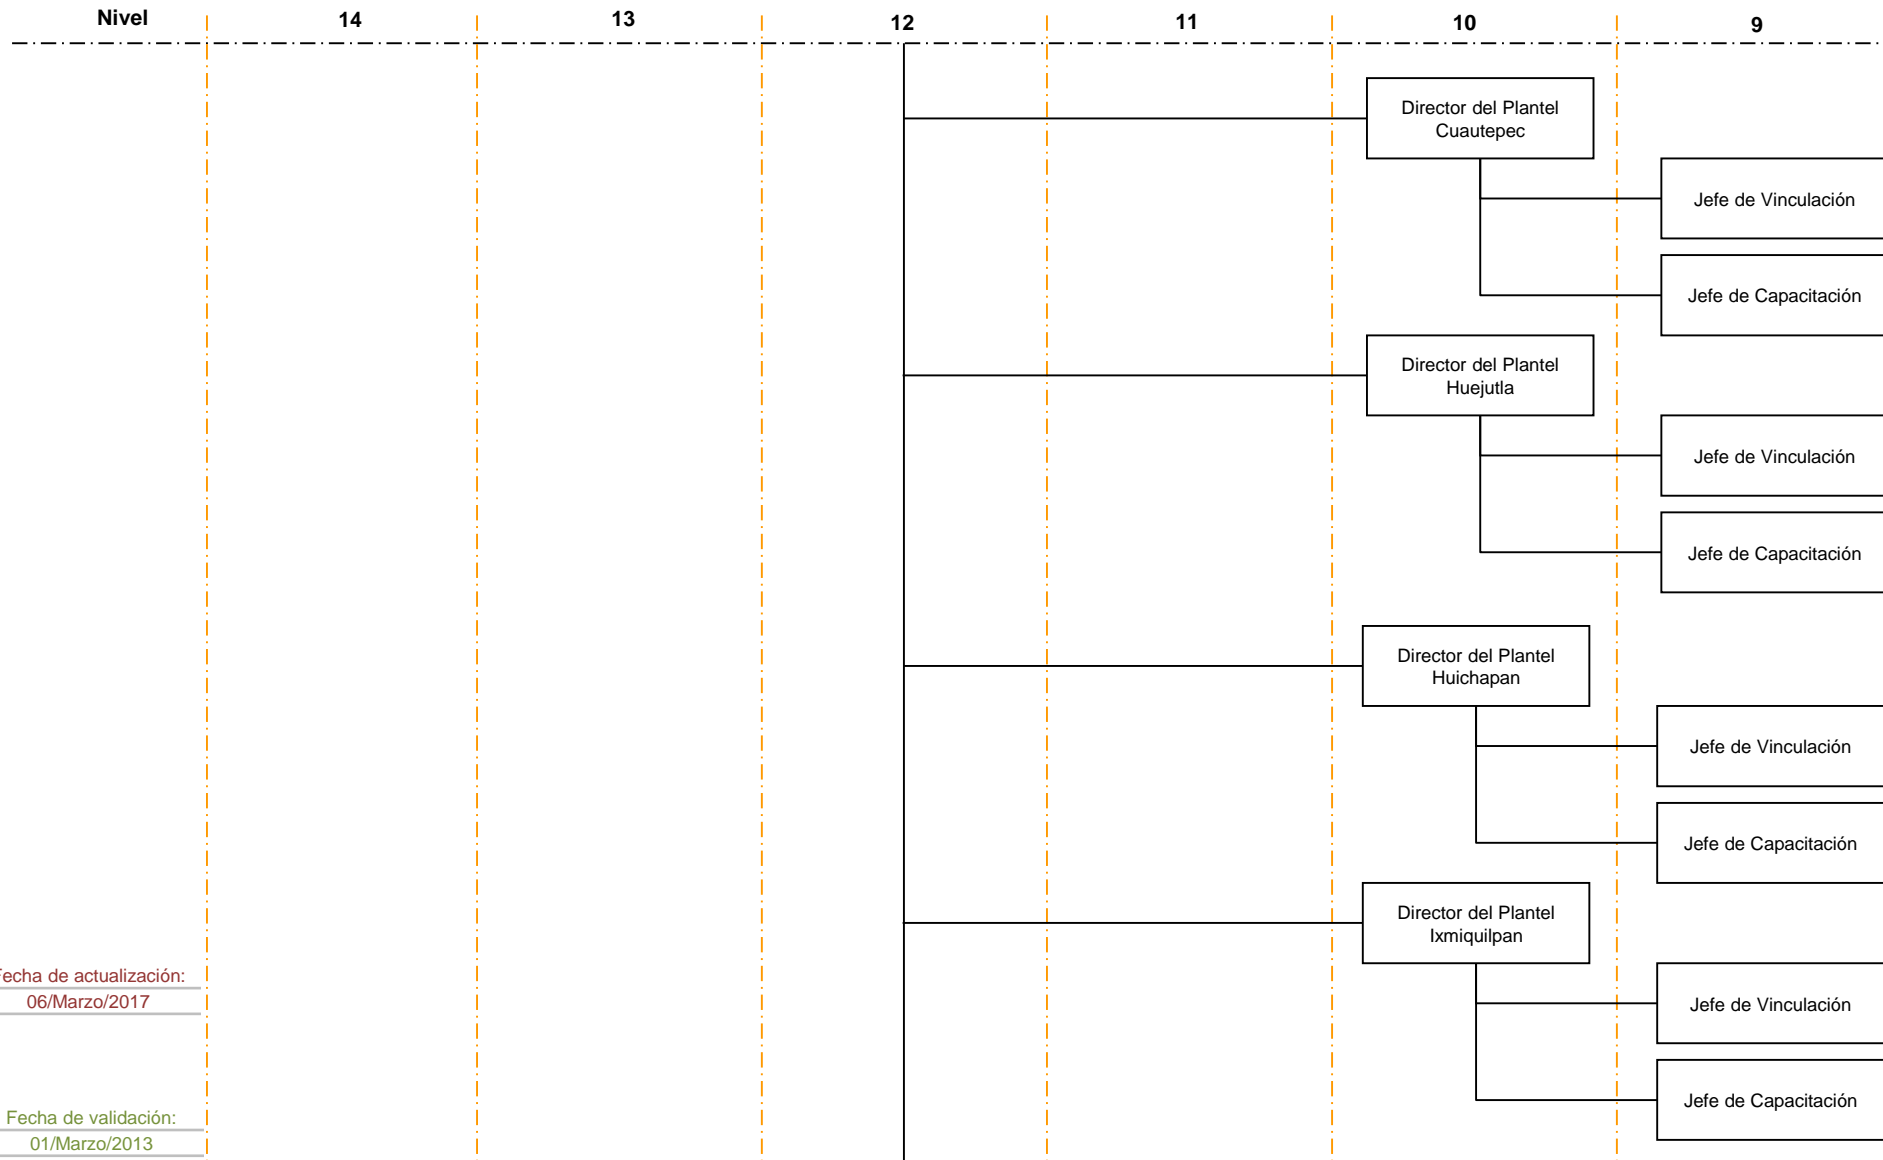 Nivel 14 13 12 11 10 9
Director del Plantel
Cuautepec
Jefe de Vinculación
Jefe de Capacitación
Director del Plantel
Huejutla
Jefe de Vinculación
Jefe de Capacitación
Director del Plantel
Huichapan
Jefe de Vinculación
Jefe de Capacitación
Director del Plantel
Ixmiquilpan
Jefe de Vinculación
Jefe de Capacitación
Fecha de actualización:
06/Marzo/2017
Fecha de validación:
01/Marzo/2013